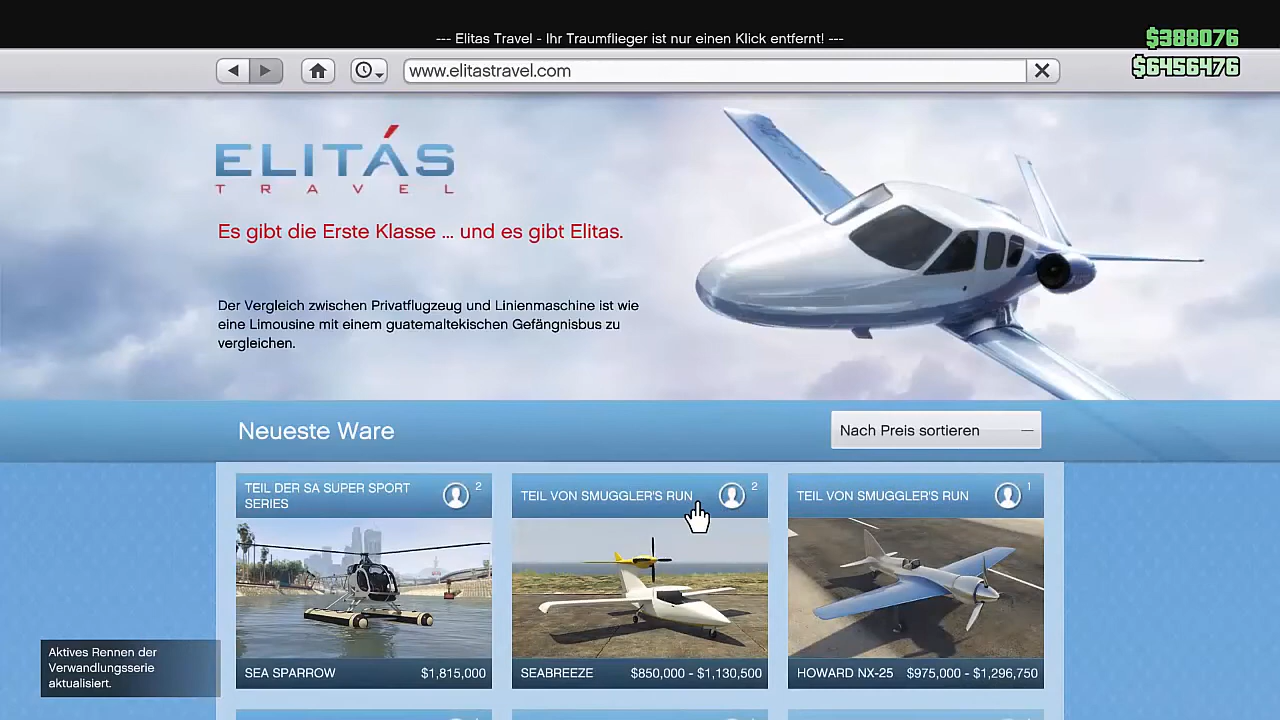 --- Elitas Travel - Ihr Traumflieger ist nur einen Klick entfernt! ---
$388076
$6456476
www.elitastravel.com
ELITÁS
TRAVEL
Es gibt die Erste Klasse ... und es gibt Elitas.
Der Vergleich zwischen Privatflugzeug und Linienmaschine ist wie
eine Limousine mit einem guatemaltekischen Gefängnisbus zu
vergleichen.
Neueste Ware
Nach Preis sortieren
TEIL DER SA SUPER SPORT
SERIES
2
SEA SPARROW $1,815,000
TEIL VON SMUGGLER'S RUN
2
SEABREEZE $850,000 - $1,130,500
TEIL VON SMUGGLER'S RUN
1
HOWARD NX-25 $975,000 - $1,296,750
Aktives Rennen der
Verwandlungsserie
aktualisiert.